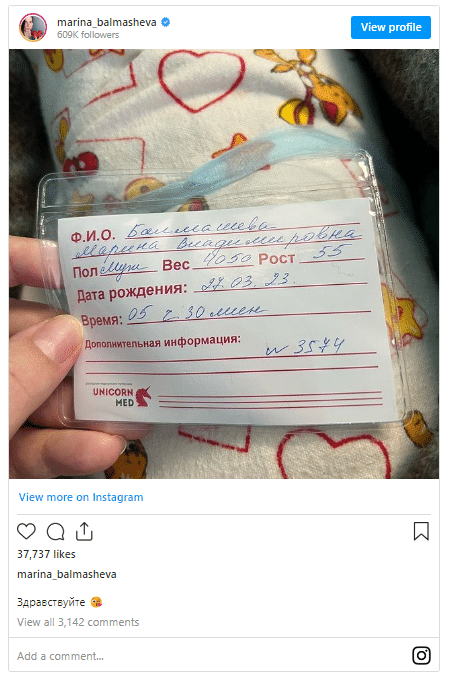 marina_balmasheva
609K followers
View profile
Ф.И.О. Балмашева
Марина Владимировна
Пол Муж Вес 4050 Рост 55
Дата рождения: 27.03.23.
Время: 05 ч. 30 мин
Дополнительная информация:
N 3574
UNICORN
MED
View more on Instagram
37,737 likes
marina_balmasheva
Здравствуйте 😘
View all 3,142 comments
Add a comment...